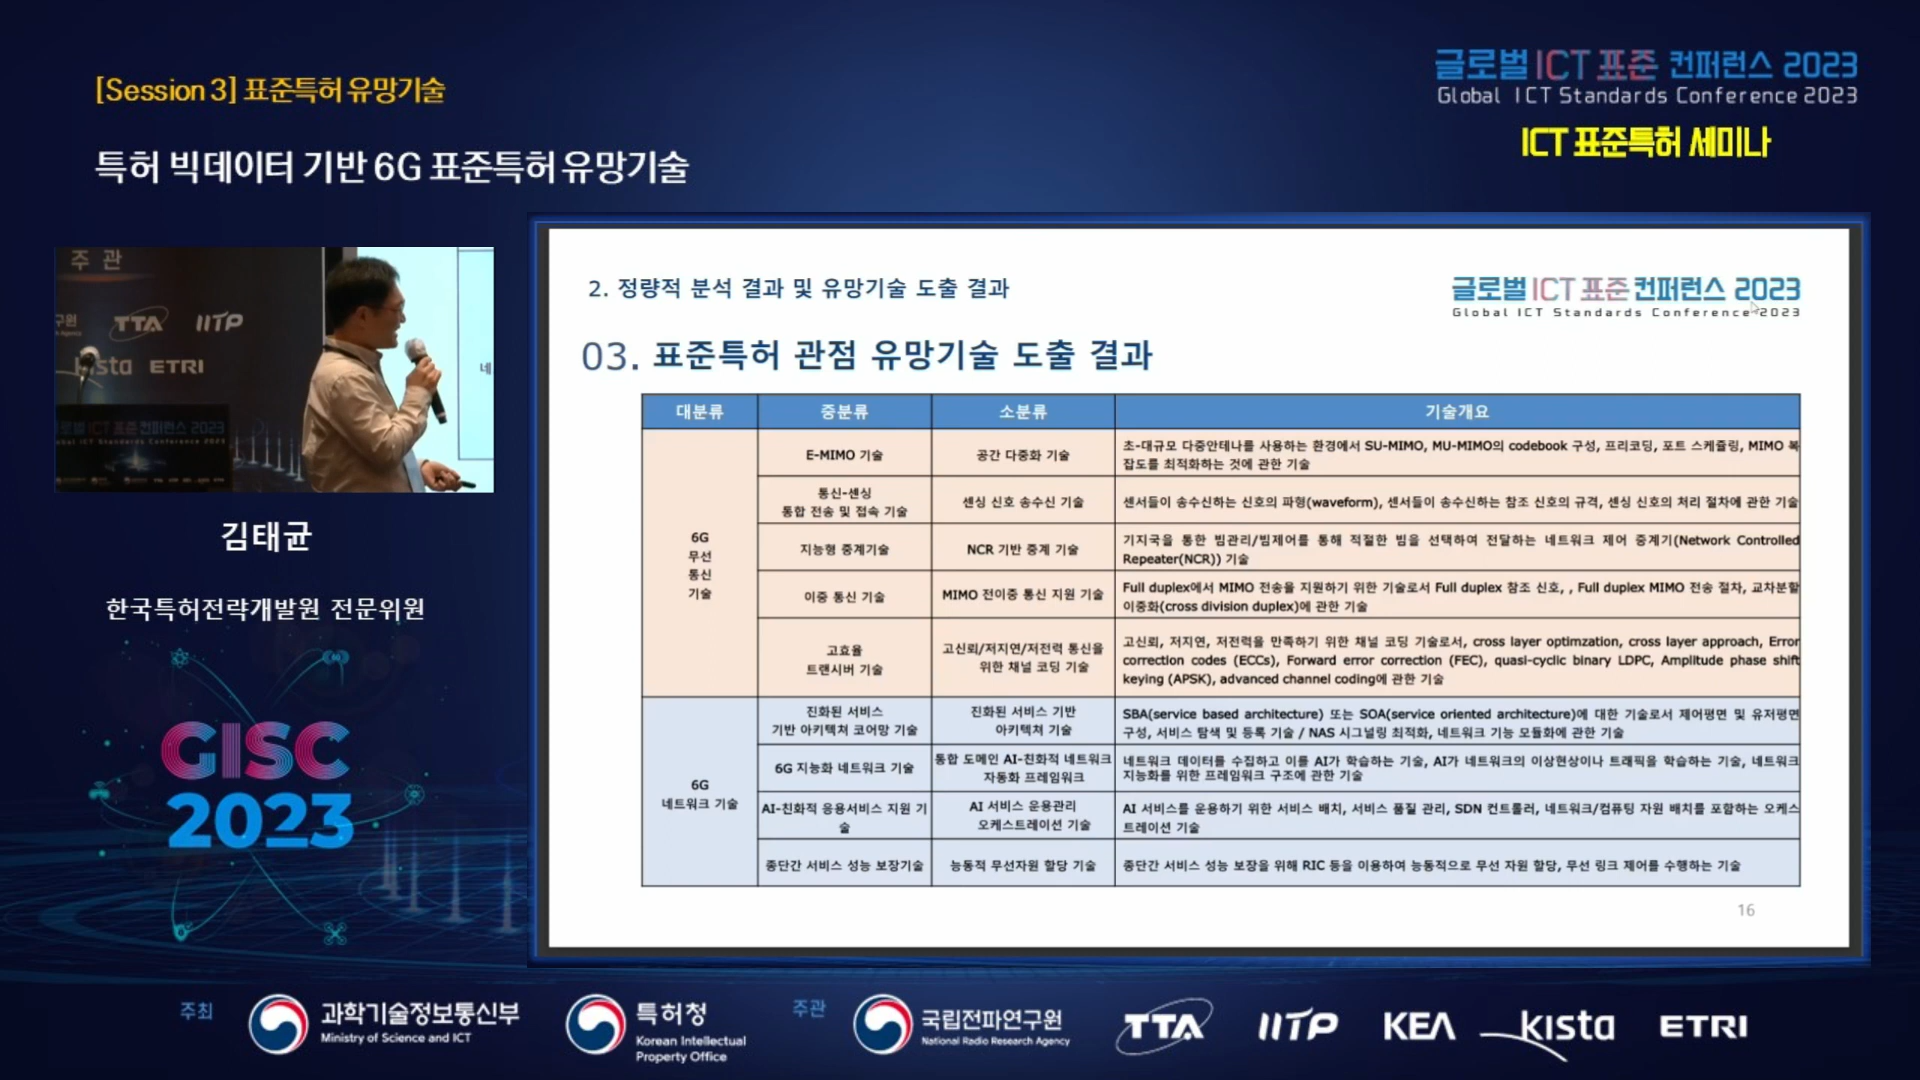 [Session 3] 표준특허 유망기술
특허 빅데이터 기반 6G 표준특허 유망기술
글로벌 ICT 표준 컨퍼런스 2023
Global ICT Standards Conference 2023
ICT 표준특허 세미나
주 관
TTA IITP
kista ETRI
글로벌 ICT 표준 컨퍼런스 2023
김태균
한국특허전략개발원 전문위원
GISC
2023
2. 정량적 분석 결과 및 유망기술 도출 결과
글로벌 ICT 표준 컨퍼런스 2023
Global ICT Standards Conference 2023
03. 표준특허 관점 유망기술 도출 결과
대분류 중분류 소분류 기술개요
6G
무선
통신
기술
E-MIMO 기술
공간 다중화 기술
초-대규모 다중안테나를 사용하는 환경에서 SU-MIMO, MU-MIMO의 codebook 구성, 프리코딩, 포트 스케쥴링, MIMO 복
잡도를 최적화하는 것에 관한 기술
통신-센싱
통합 전송 및 접속 기술
센싱 신호 송수신 기술
센서들이 송수신하는 신호의 파형(waveform), 센서들이 송수신하는 참조 신호의 규격, 센싱 신호의 처리 절차에 관한 기술
지능형 중계기술
NCR 기반 중계 기술
기지국을 통한 빔관리/빔제어를 통해 적절한 빔을 선택하여 전달하는 네트워크 제어 중계기(Network Controlled
Repeater(NCR)) 기술
이중 통신 기술
MIMO 전이중 통신 지원 기술
Full duplex에서 MIMO 전송을 지원하기 위한 기술로서 Full duplex 참조 신호, , Full duplex MIMO 전송 절차, 교차분할
이중화(cross division duplex)에 관한 기술
고효율
트랜시버 기술
고신뢰/저지연/저전력 통신을
위한 채널 코딩 기술
고신뢰, 저지연, 저전력을 만족하기 위한 채널 코딩 기술로서, cross layer optimzation, cross layer approach, Error
correction codes (ECCs), Forward error correction (FEC), quasi-cyclic binary LDPC, Amplitude phase shift
keying (APSK), advanced channel coding에 관한 기술
6G
네트워크 기술
진화된 서비스
기반 아키텍쳐 코어망 기술
진화된 서비스 기반
아키텍쳐 기술
SBA(service based architecture) 또는 SOA(service oriented architecture)에 대한 기술로서 제어평면 및 유저평면
구성, 서비스 탐색 및 등록 기술 / NAS 시그널링 최적화, 네트워크 기능 모듈화에 관한 기술
6G 지능화 네트워크 기술
통합 도메인 AI-친화적 네트워크
자동화 프레임워크
네트워크 데이터를 수집하고 이를 AI가 학습하는 기술, AI가 네트워크의 이상현상이나 트래픽을 학습하는 기술, 네트워크
지능화를 위한 프레임워크 구조에 관한 기술
AI-친화적 응용서비스 지원 기
술
AI 서비스 운용관리
오케스트레이션 기술
AI 서비스를 운용하기 위한 서비스 배치, 서비스 품질 관리, SDN 컨트롤러, 네트워크/컴퓨팅 자원 배치를 포함하는 오케스
트레이션 기술
종단간 서비스 성능 보장기술
능동적 무선자원 할당 기술
종단간 서비스 성능 보장을 위해 RIC 등을 이용하여 능동적으로 무선 자원 할당, 무선 링크 제어를 수행하는 기술
16
주최
과학기술정보통신부
Ministry of Science and ICT
특허청
Korean Intellectual
Property Office
주관
국립전파연구원
National Radio Research Agency
TTA IITP KEA kista ETRI